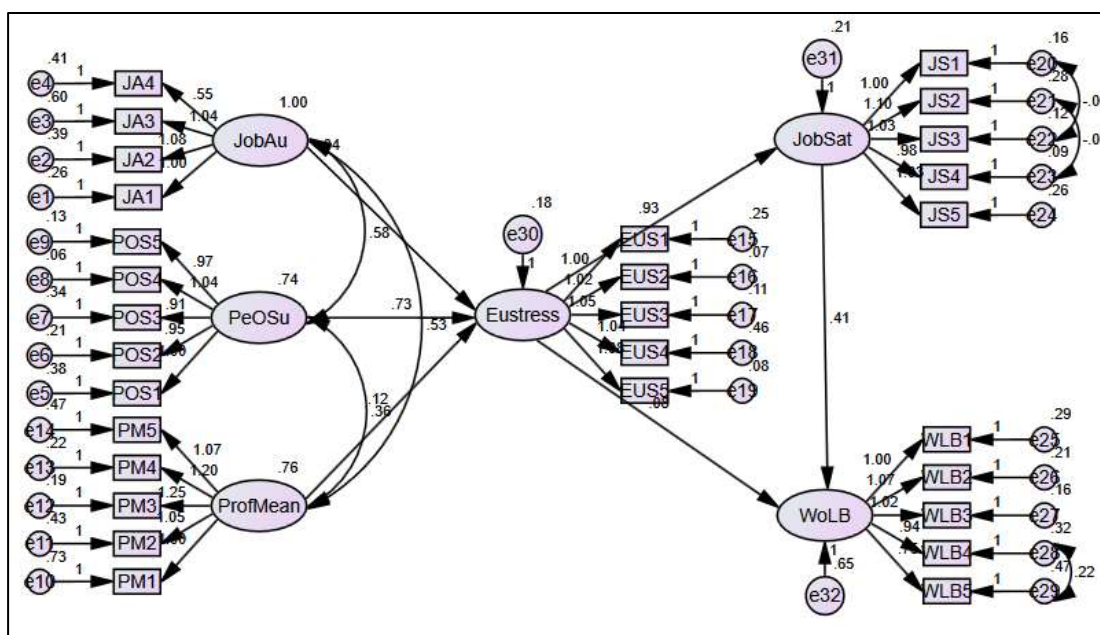 .41
e4 1 JA4
.60 .55
e3 1 JA3 1.04
.39
e2 1 JA2 1.08
.26 1.00
e1 1 JA1
1.00
JobAu
.13
e9 1 POS5
.06 .97
e8 1 POS4 1.04
.34
e7 1 POS3 .91
.21 .95
e6 1 POS2
.38
e5 1 POS1
.74
PeOSu
.47
e14 1 PM5
.22 1.07
e13 1 PM4 1.20
.19
e12 1 PM3 1.25
.43 1.05
e11 1 PM2
.73
e10 1 PM1
.76
ProfMean
.58
.73
.53
.12
.36
.18
e30
1
Eustress
.93
.41
.08
.25
1.00 EUS1 1 e15
.07
1.02 EUS2 1 e16
.11
1.05 EUS3 1 e17
.46
1.04 EUS4 1 e18
.08
EUS5 1 e19
.21
e31
1
JobSat
.16
1.00 JS1 1 e20
.28
1.10 JS2 1 e21
.12
1.03 JS3 1 e22
.09
.98 JS4 1 e23
.26
JS5 1 e24
-.0
-.0
.29
1.00 WLB1 1 e25
.21
1.07 WLB2 1 e26
.16
1.02 WLB3 1 e27
.32
.94 WLB4 1 e28
.47
WLB5 1 e29
.22
WoLB
1
.65
e32